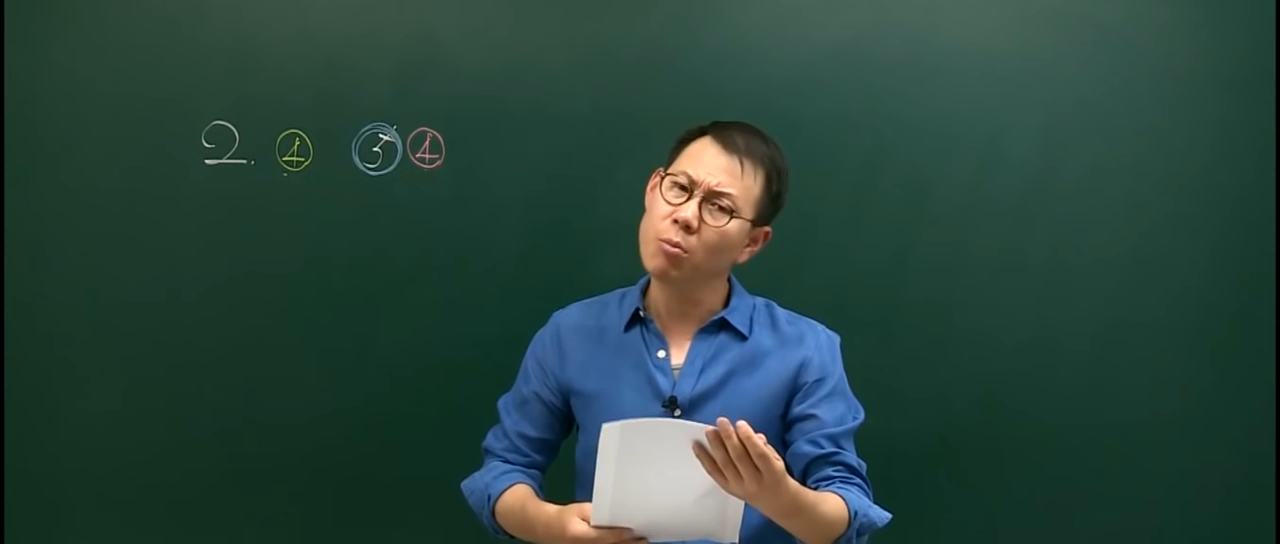 2. ④ ③ ④